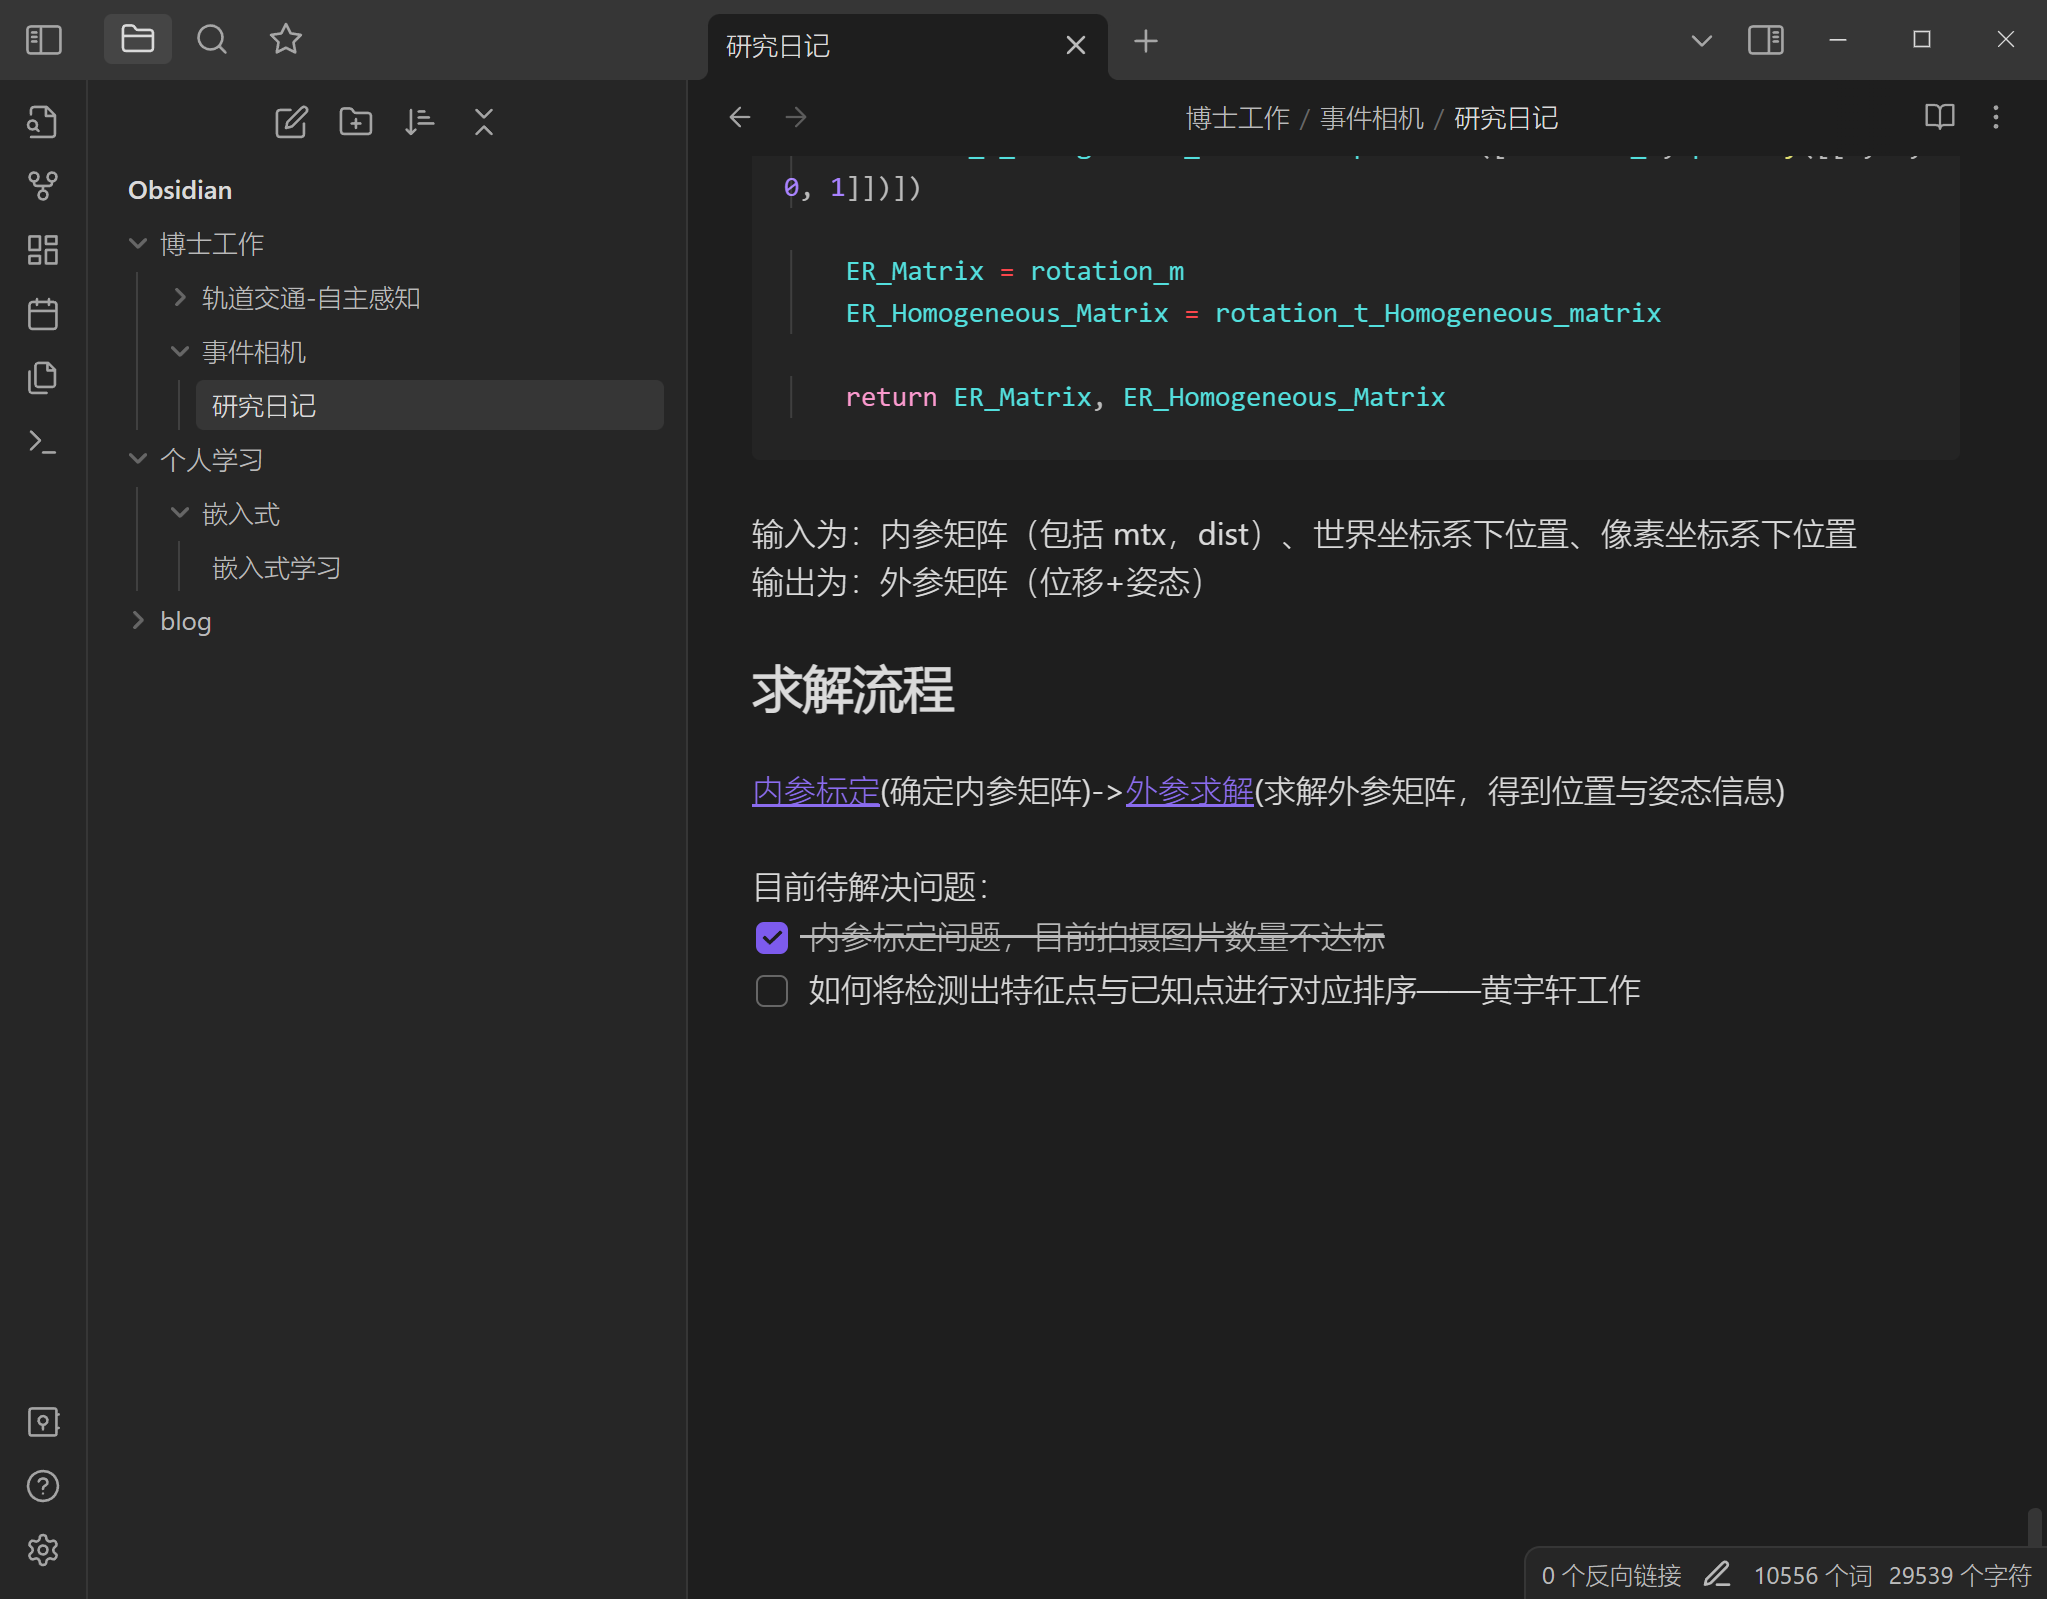 研究日记
博士工作 / 事件相机 / 研究日记
Obsidian
博士工作
轨道交通-自主感知
事件相机
研究日记
个人学习
嵌入式
嵌入式学习
blog
0, 1]])])
ER_Matrix = rotation_m
ER_Homogeneous_Matrix = rotation_t_Homogeneous_matrix
return ER_Matrix, ER_Homogeneous_Matrix
输入为：内参矩阵（包括 mtx，dist）、世界坐标系下位置、像素坐标系下位置
输出为：外参矩阵（位移+姿态）
求解流程
内参标定(确定内参矩阵)->外参求解(求解外参矩阵，得到位置与姿态信息)
目前待解决问题：
内参标定问题，目前拍摄图片数量不达标
如何将检测出特征点与已知点进行对应排序——黄宇轩工作
0 个反向链接 10556 个词 29539 个字符